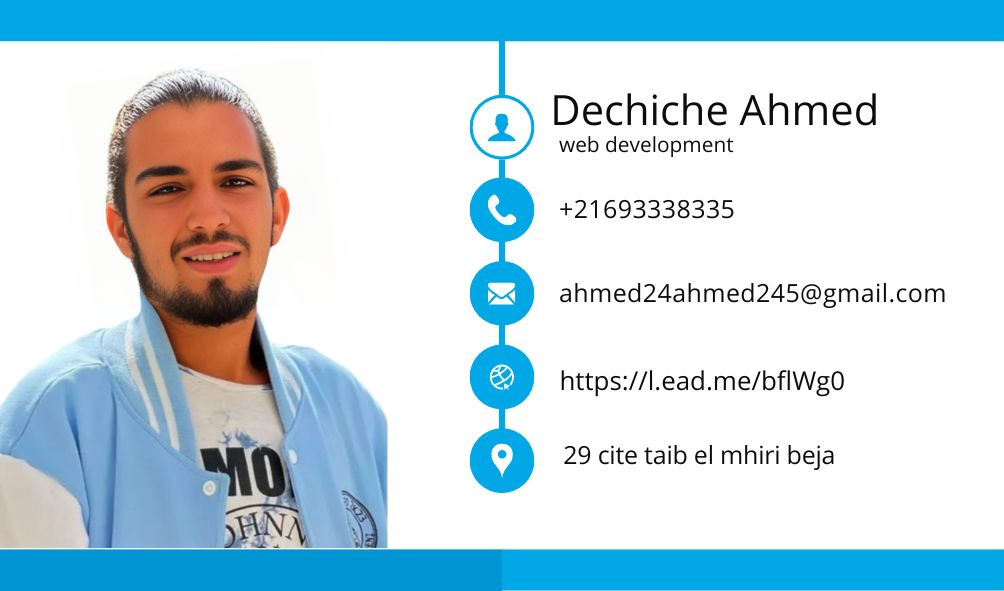 Dechiche Ahmed
web development
+21693338335
ahmed24ahmed245@gmail.com
https://l.ead.me/bflWg0
29 cite taib el mhiri beja